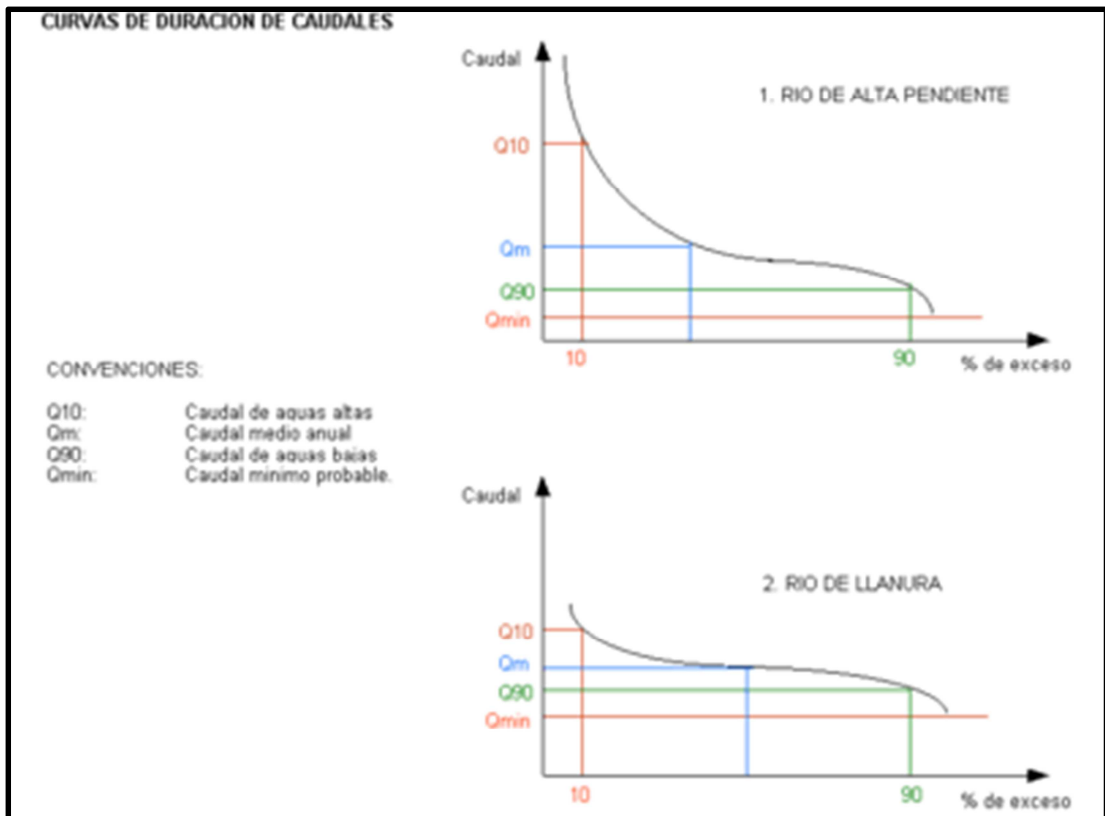 CURVAS DE DURACION DE CAUDALES
Caudal
1. RIO DE ALTA PENDIENTE
Q10
Qm
Q90
Qmin
10
90
% de exceso
CONVENCIONES:
Q10: Caudal de aguas altas
Qm: Caudal medio anual
Q90: Caudal de aguas bajas
Qmin: Caudal minimo probable.
Caudal
2. RIO DE LLANURA
Q10
Qm
Q90
Qmin
10
90
% de exceso